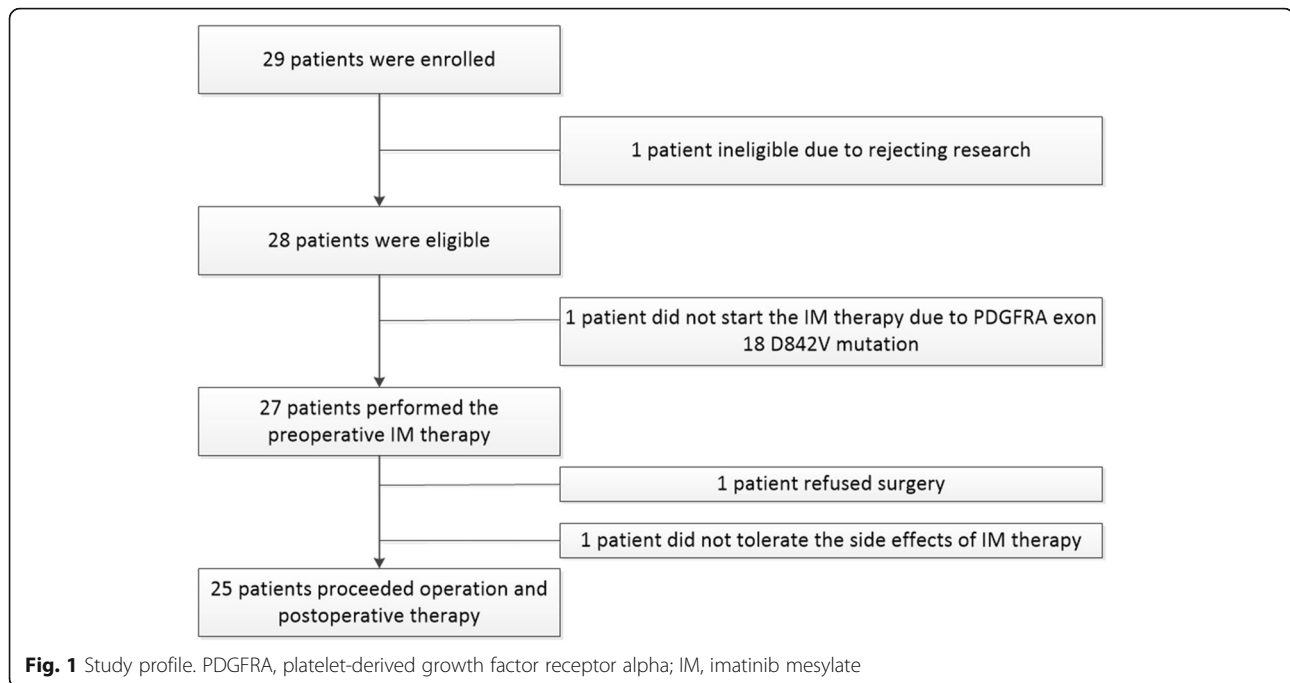 29 patients were enrolled
1 patient ineligible due to rejecting research
28 patients were eligible
1 patient did not start the IM therapy due to PDGFRA exon
18 D842V mutation
27 patients performed the
preoperative IM therapy
1 patient refused surgery
1 patient did not tolerate the side effects of IM therapy
25 patients proceeded operation and
postoperative therapy
Fig. 1 Study profile. PDGFRA, platelet-derived growth factor receptor alpha; IM, imatinib mesylate